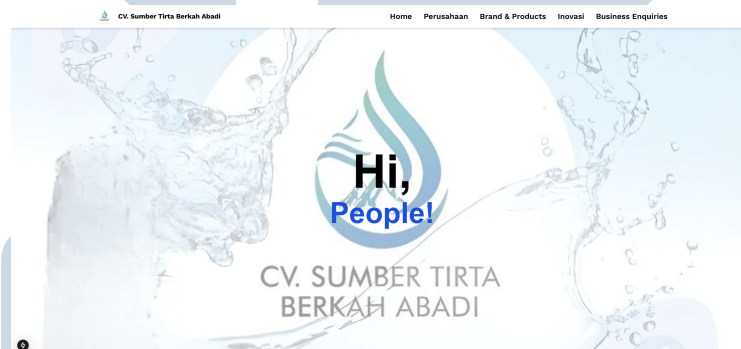 CV. Sumber Tirta Berkah Abadi
Home Perusahaan Brand & Products Inovasi Business Enquiries
Hi,
People!
CV. SUMBER TIRTA
BERKAH ABADI